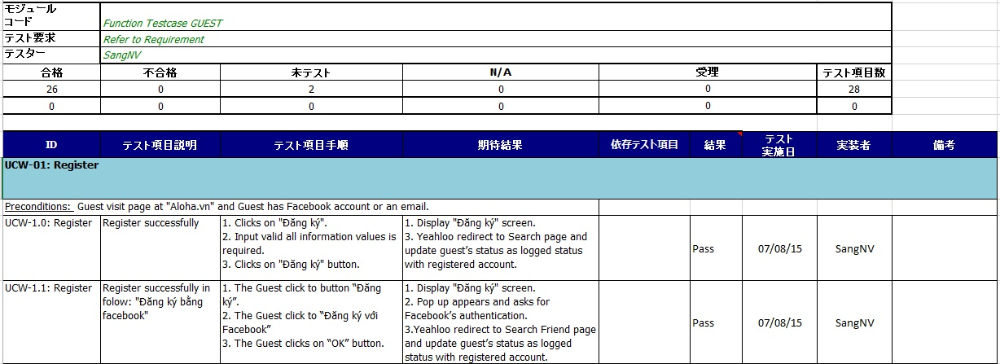 モジュール
コード
Function Testcase GUEST
テスト要求
Refer to Requirement
テスター
SangNV
合格 不合格 未テスト N/A 受理 テスト項目数
26 0 2 0 0 28
0 0 0 0 0 0
ID テスト項目説明 テスト項目手順 期待結果 依存テスト項目 結果 テスト
実施日 実装者 備考
UCW-01: Register
Preconditions: Guest visit page at "Aloha.vn" and Guest has Facebook account or an email.
UCW-1.0: Register
Register successfully
1. Clicks on "Đăng ký".
2. Input valid all information values is
required.
3. Clicks on "Đăng ký" button.
1. Display "Đăng ký" screen.
3. Yeahloo redirect to Search page and
update guest’s status as logged status
with registered account.
Pass
07/08/15
SangNV
UCW-1.1: Register
Register successfully in
folow: "Đăng ký bằng
facebook"
1. The Guest click to button “Đăng
ký”.
2. The Guest click to “Đăng ký với
Facebook”
3. The Guest clicks on “OK” button.
1. Display "Đăng ký" screen.
2. Pop up appears and asks for
Facebook’s authentication.
3.Yeahloo redirect to Search Friend page
and update guest’s status as logged
status with registered account.
Pass
07/08/15
SangNV